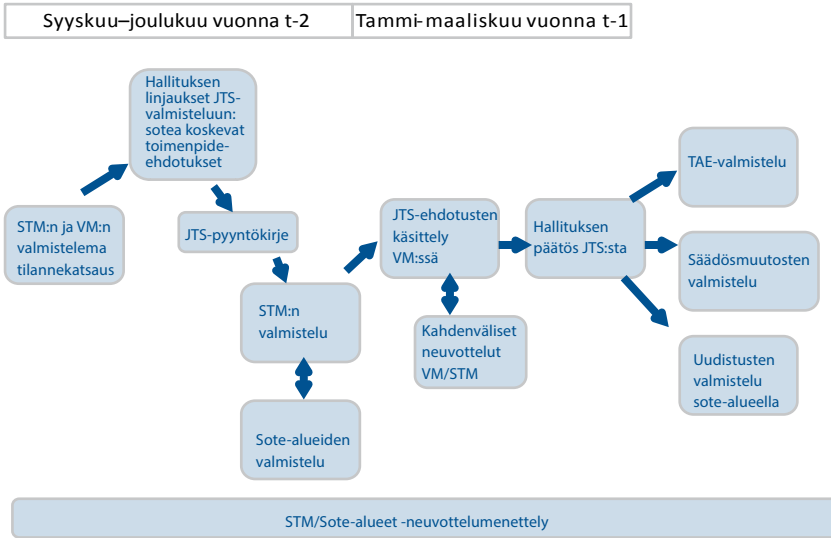 Syyskuu–joulukuu vuonna t-2
Tammi-maaliskuu vuonna t-1
Hallituksen
linjaukset JTS-
valmisteluun:
sotea koskevat
toimenpide-
ehdotukset
STM:n ja VM:n
valmistelema
tilannekatsaus
JTS-pyyntökirje
STM:n
valmistelu
Sote-alueiden
valmistelu
JTS-ehdotusten
käsittely
VM:ssä
Kahdenväliset
neuvottelut
VM/STM
Hallituksen
päätös JTS:sta
TAE-valmistelu
Säädösmuutosten
valmistelu
Uudistusten
valmistelu
sote-alueella
STM/Sote-alueet -neuvottelumenettely